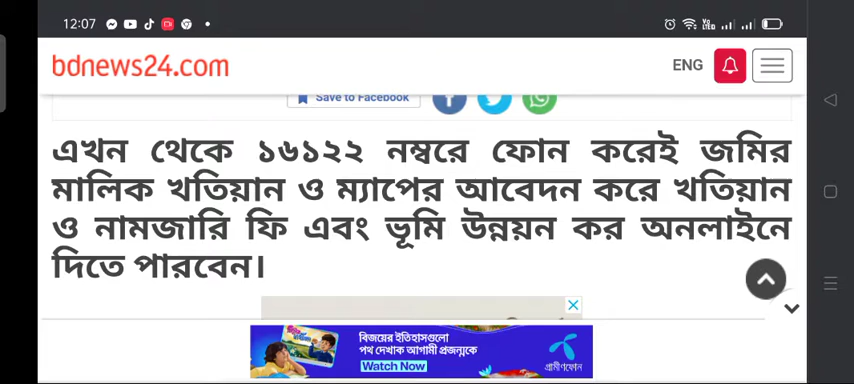 12:07
bdnews24.com
ENG
Save to Facebook
এখন থেকে ১৬১২২ নম্বরে ফোন করেই জমির
মালিক খতিয়ান ও ম্যাপের আবেদন করে খতিয়ান
ও নামজারি ফি এবং ভূমি উন্নয়ন কর অনলাইনে
দিতে পারবেন।
বিজয়ের ইতিহাসগুলো
পথ দেখাক আগামী প্রজন্মকে
Watch Now
গ্রামীণফোন